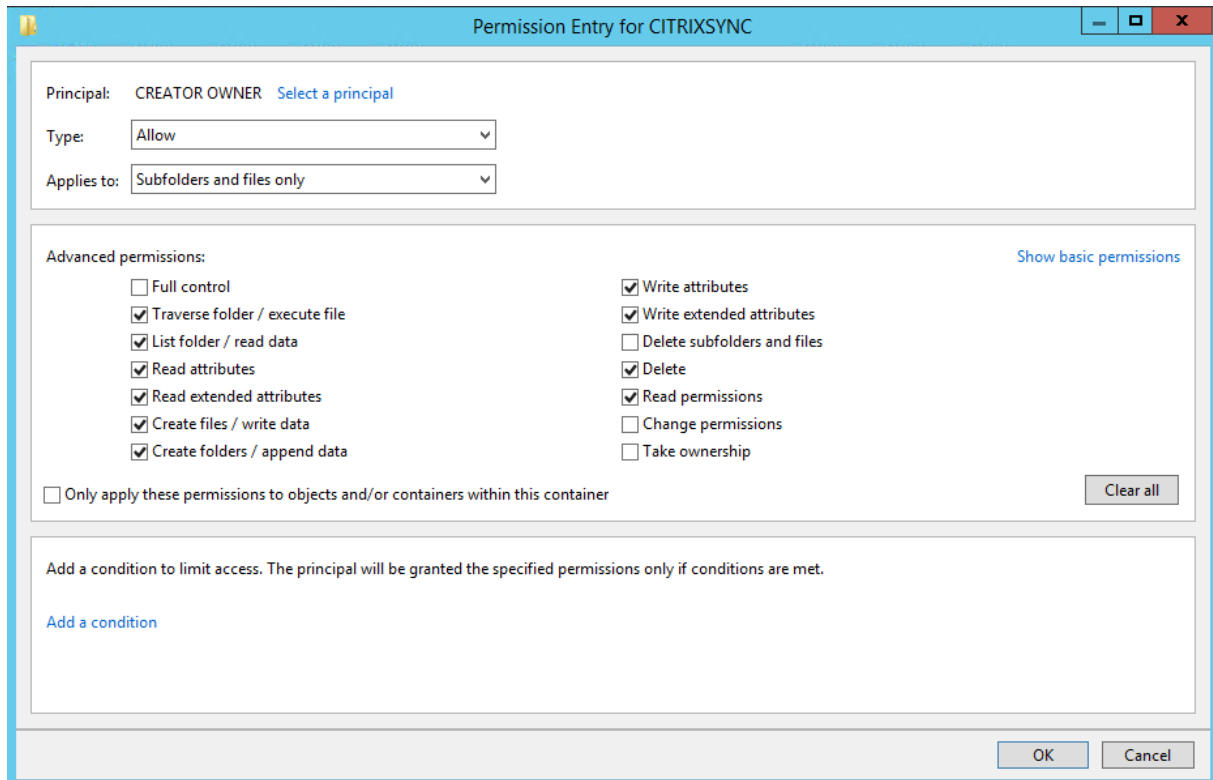 Permission Entry for CITRIXSYNC
Principal: CREATOR OWNER Select a principal
Type: Allow
Applies to: Subfolders and files only
Advanced permissions: Show basic permissions
Full control Write attributes
Traverse folder / execute file Write extended attributes
List folder / read data Delete subfolders and files
Read attributes Delete
Read extended attributes Read permissions
Create files / write data Change permissions
Create folders / append data Take ownership
Only apply these permissions to objects and/or containers within this container Clear all
Add a condition to limit access. The principal will be granted the specified permissions only if conditions are met.
Add a condition
OK Cancel